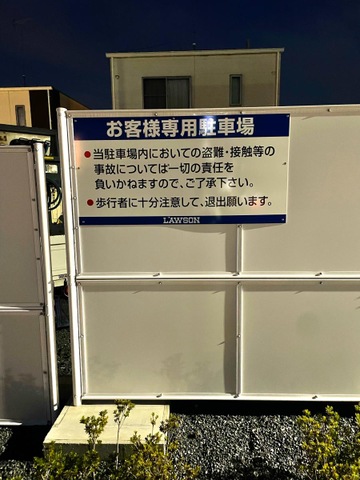 お客様専用駐車場
●当駐車場内においての盗難・接触等の
事故については一切の責任を
負いかねますので、ご了承下さい。
●歩行者に十分注意して、退出願います。
LAWSON